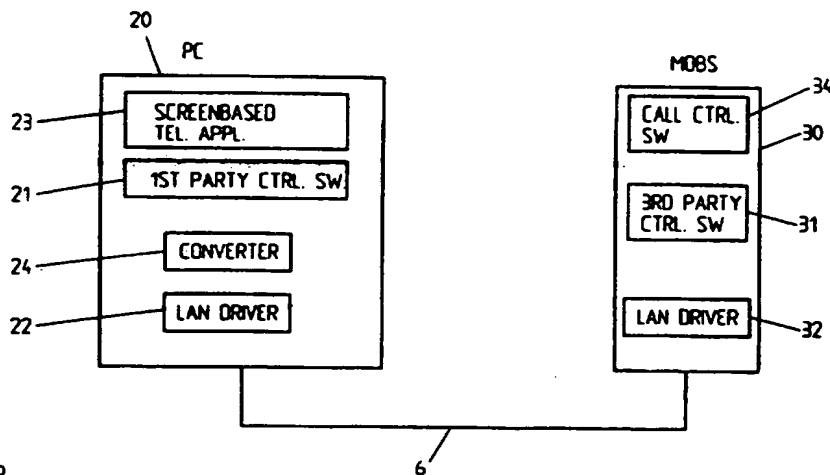 20
PC
MOBS
23
SCREENBASED
TEL. APPL.
21
1ST PARTY CTRL. SW.
24
CONVERTER
22
LAN DRIVER
34
CALL CTRL.
SW
30
3RD PARTY
CTRL. SW
31
LAN DRIVER
32
6